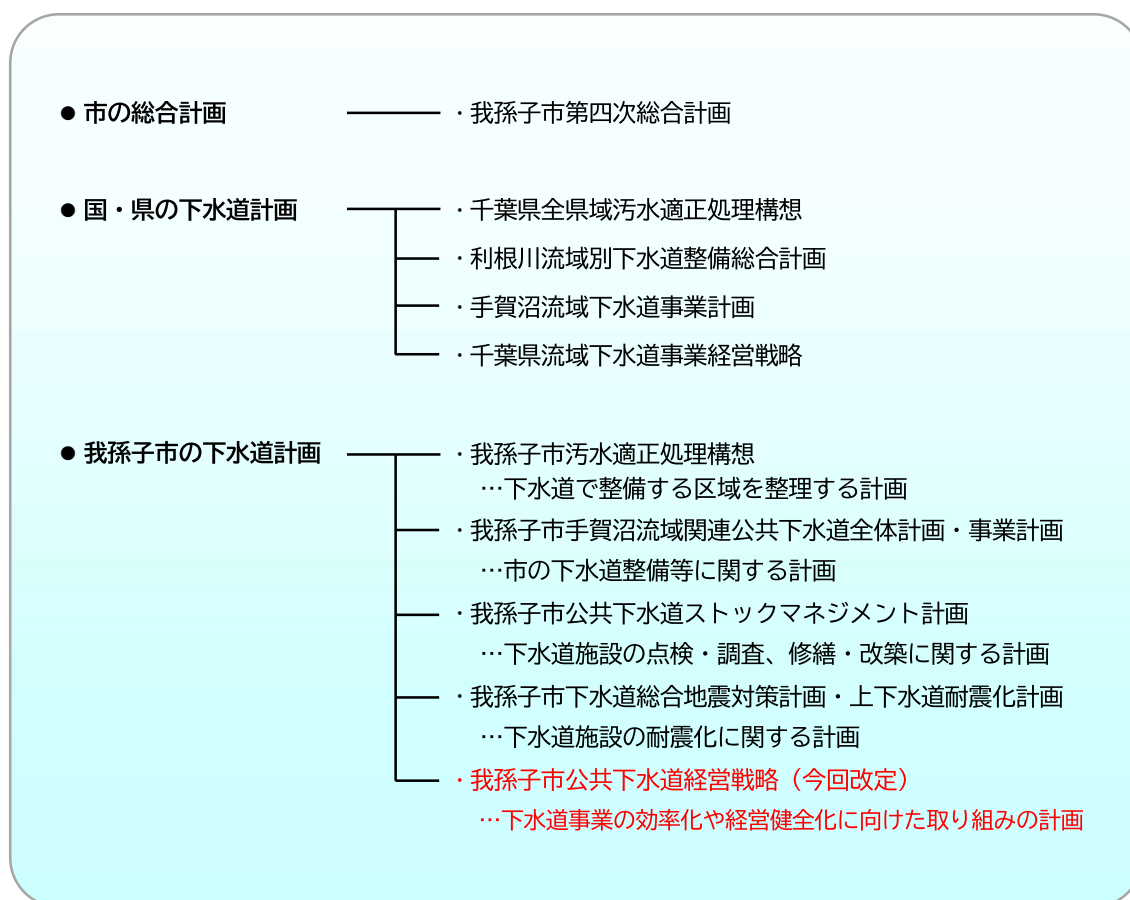 ● 市の総合計画 ・我孫子市第四次総合計画
● 国・県の下水道計画 ・千葉県全県域汚水適正処理構想
・利根川流域別下水道整備総合計画
・手賀沼流域下水道事業計画
・千葉県流域下水道事業経営戦略
● 我孫子市の下水道計画 ・我孫子市汚水適正処理構想
…下水道で整備する区域を整理する計画
・我孫子市手賀沼流域関連公共下水道全体計画・事業計画
…市の下水道整備等に関する計画
・我孫子市公共下水道ストックマネジメント計画
…下水道施設の点検・調査、修繕・改築に関する計画
・我孫子市下水道総合地震対策計画・上下水道耐震化計画
…下水道施設の耐震化に関する計画
・我孫子市公共下水道経営戦略（今回改定）
…下水道事業の効率化や経営健全化に向けた取り組みの計画